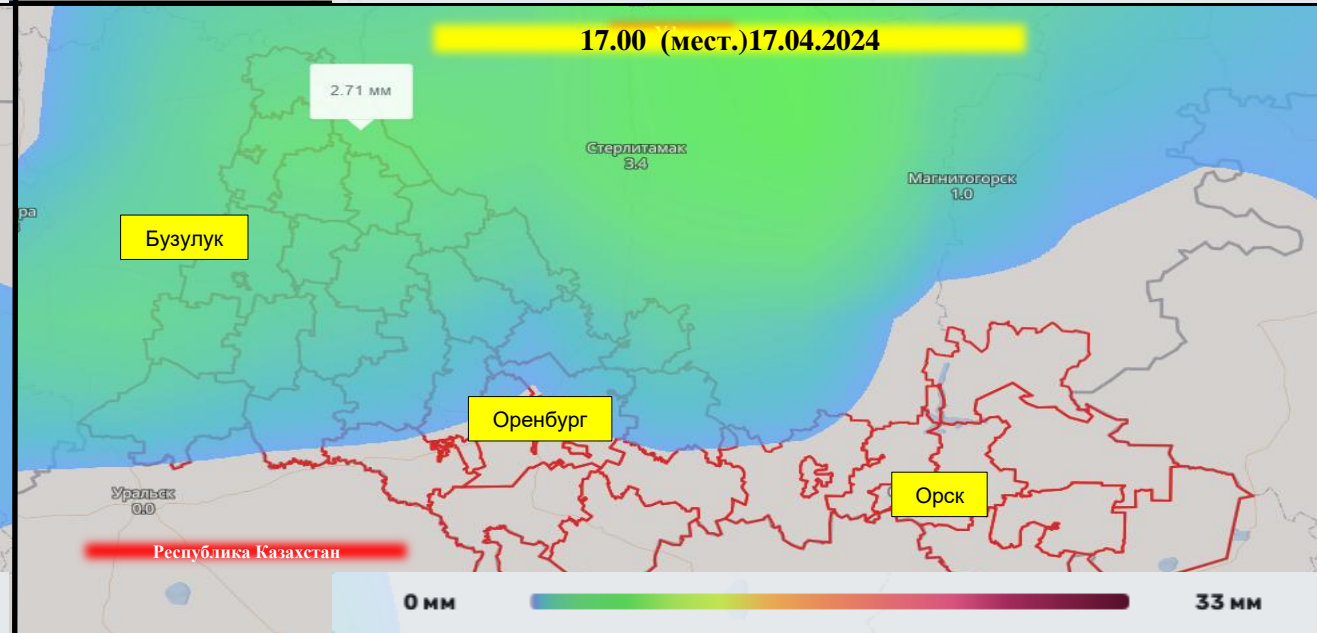 17.00 (мест.)17.04.2024
2.71 мм
Стерлитамак
3.4
Магнитогорск
1.0
ра
Бузулук
Оренбург
Уральск
0.0
Орск
Республика Казахстан
0 мм
33 мм